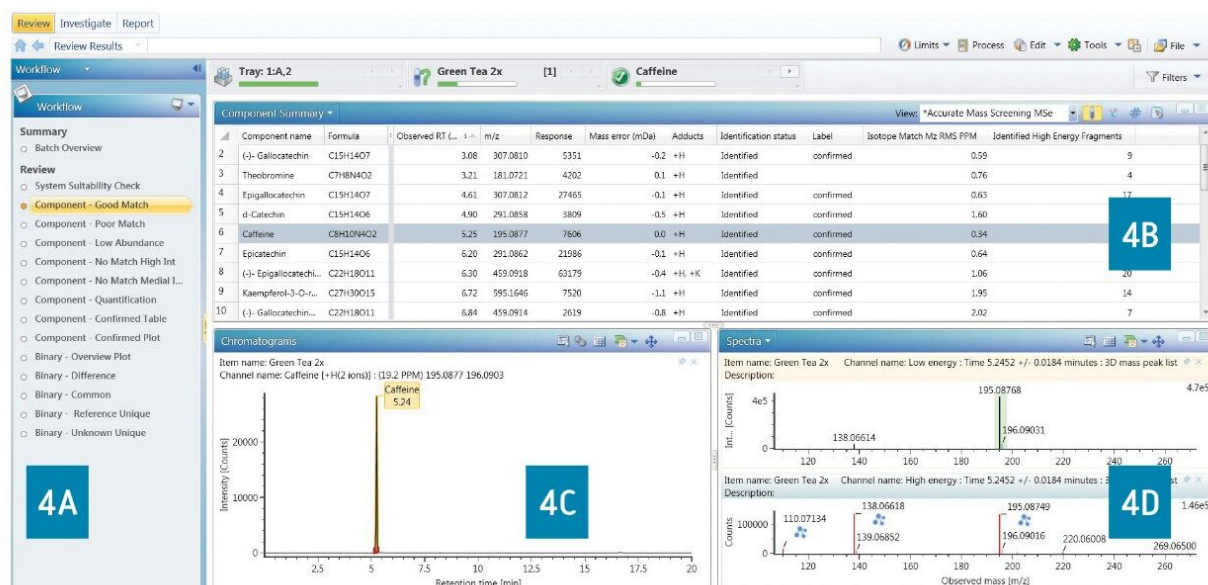 Review Investigate Report
Review Results
Limits Process Edit Tools File
Workflow
Tray: 1:A,2 Green Tea 2x [1] Caffeine Filters
Workflow
Summary
Batch Overview
Review
System Suitability Check
Component - Good Match
Component - Poor Match
Component - Low Abundance
Component - No Match High Int
Component - No Match Medial I...
Component - Quantification
Component - Confirmed Table
Component - Confirmed Plot
Binary - Overview Plot
Binary - Difference
Binary - Common
Binary - Reference Unique
Binary - Unknown Unique
4A
Component Summary View: *Accurate Mass Screening MSe
Component name Formula Observed RT (... 1 m/z Response Mass error (mDa) Adducts Identification status Label Isotope Match Mz RMS PPM Identified High Energy Fragments
2 (-)- Gallocatechin C15H14O7 3.08 307.0810 5351 -0.2 +H Identified confirmed 0.59 9
3 Theobromine C7H8N4O2 3.21 181.0721 4202 0.1 +H Identified 0.76 4
4 Epigallocatechin C15H14O7 4.61 307.0812 27465 -0.1 +H Identified confirmed 0.63 17
5 d-Catechin C15H14O6 4.90 291.0858 3809 -0.5 +H Identified confirmed 1.60
6 Caffeine C8H10N4O2 5.25 195.0877 7606 0.0 +H Identified confirmed 0.34
7 Epicatechin C15H14O6 6.20 291.0862 21986 -0.1 +H Identified confirmed 0.64
8 (-)- Epigallocatechi... C22H18O11 6.30 459.0918 63179 -0.4 +H, +K Identified confirmed 1.06 20
9 Kaempferol-3-O-r... C27H30O15 6.72 595.1646 7520 -1.1 +H Identified confirmed 1.95 14
10 (-)- Gallocatechin... C22H18O11 6.84 459.0914 2619 -0.8 +H Identified confirmed 2.02 7
4B
Chromatograms
Item name: Green Tea 2x
Channel name: Caffeine [+H(2 ions)] : (19.2 PPM) 195.0877 196.0903
Caffeine
5.24
Intensity [Counts]
20000
10000
0
2.5 5 7.5 10 12.5 15 17.5 20
Retention time [min]
4C
Spectra
Item name: Green Tea 2x Channel name: Low energy : Time 5.2452 +/- 0.0184 minutes : 3D mass peak list
Description:
4.7e5
195.08768
Int... [Counts]
4e5
0
138.06614
196.09031
120 140 160 180 200 220 240 260
Item name: Green Tea 2x Channel name: High energy : Time 5.2452 +/- 0.0184 minutes :
Description:
1.46e5
Counts
100000
0
110.07134
138.06618
139.06852
195.08749
196.09016
220.06008
269.06500
120 140 160 180 200 220 240 260
Observed mass [m/z]
4D